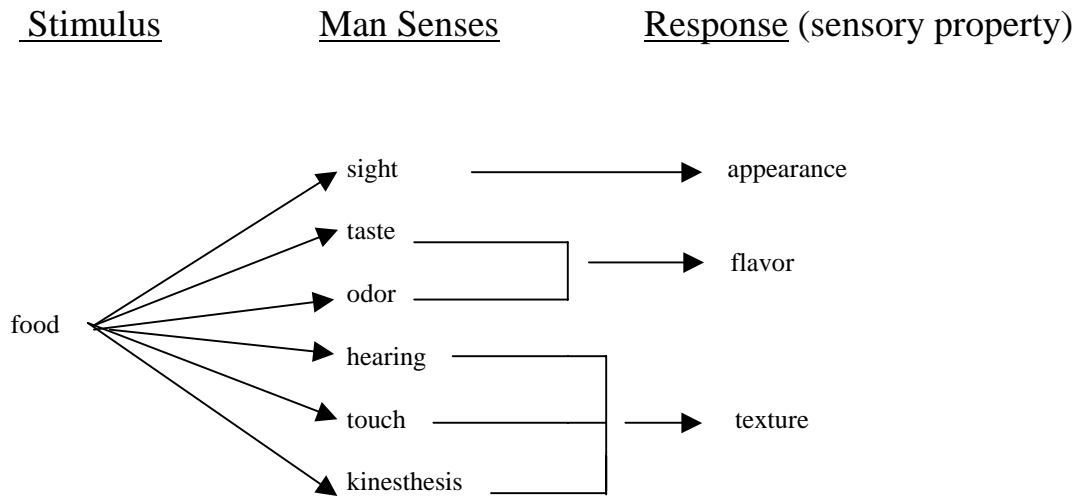 Stimulus Man Senses Response (sensory property)
sight appearance
taste
flavor
odor
food
hearing
touch texture
kinesthesis